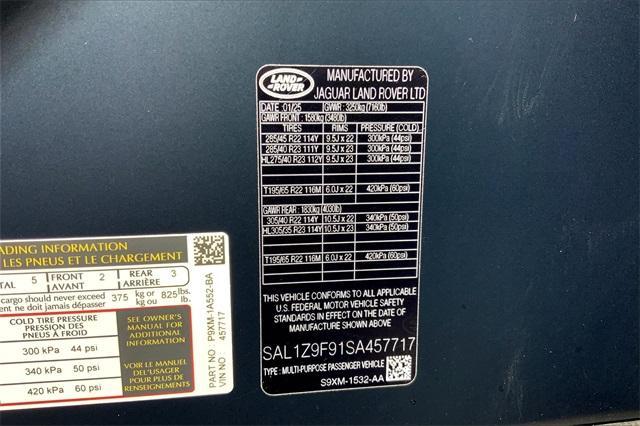 LAND
ROVER
MANUFACTURED BY
JAGUAR LAND ROVER LTD
DATE :01/25 GVWR : 3250kg (7160lb)
GAWR FRONT : 1580kg (3480lb)
TIRES RIMS PRESSURE (COLD)
285/45 R22 114Y 9.5J x 22 300kPa (44psi)
285/40 R23 111Y 9.5J x 23 300kPa (44psi)
HL275/40 R23 112Y 9.5J x 23 300kPa (44psi)
T195/65 R22 116M 6.0J x 22 420kPa (60psi)
GAWR REAR : 1830kg (4030lb)
305/40 R22 114Y 10.5J x 22 340kPa (50psi)
HL305/35 R23 114Y 10.5J x 23 340kPa (50psi)
T195/65 R22 116M 6.0J x 22 420kPa (60psi)
THIS VEHICLE CONFORMS TO ALL APPLICABLE
U.S. FEDERAL MOTOR VEHICLE SAFETY
STANDARDS IN EFFECT ON THE DATE OF
MANUFACTURE SHOWN ABOVE
SAL1Z9F91SA457717
TYPE : MULTI-PURPOSE PASSENGER VEHICLE
S9XM-1532-AA
ADING INFORMATION
LES PNEUS ET LE CHARGEMENT
TAL 5 FRONT 2 REAR 3
AVANT ARRIÈRE
cargo should never exceed 375 kg or 825 lbs.
ent ne doit jamais dépasser kg ou lb.
COLD TIRE PRESSURE
PRESSION DES
PNEUS À FROID
300 kPa 44 psi
340 kPa 50 psi
420 kPa 60 psi
SEE OWNER'S
MANUAL FOR
ADDITIONAL
INFORMATION
VOIR LE MANUEL
DEL'USAGER
POUR PLUS DE
RENSEIGNEMENTS
PART NO P9XM-1A552-BA
VIN NO 457717